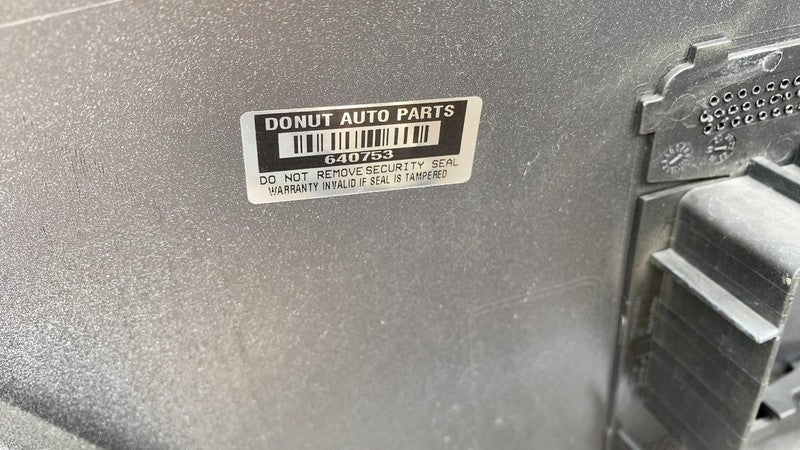 DONUT AUTO PARTS
640753
DO NOT REMOVE SECURITY SEAL
WARRANTY INVALID IF SEAL IS TAMPERED